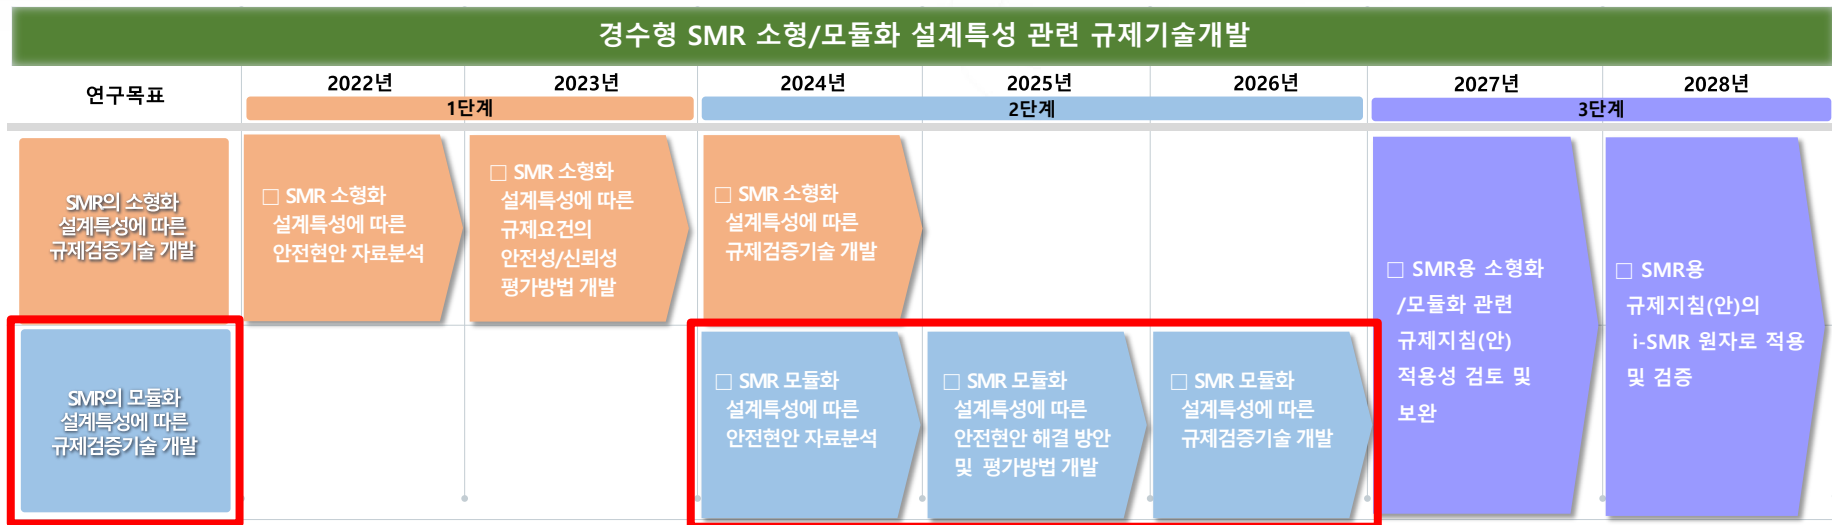 경수형 SMR 소형/모듈화 설계특성 관련 규제기술개발
연구목표
2022년
2023년
2024년
2025년
2026년
2027년
2028년
1단계
2단계
3단계
SMR의 소형화
설계특성에 따른
규제검증기술 개발
□ SMR 소형화
설계특성에 따른
안전현안 자료분석
□ SMR 소형화
설계특성에 따른
규제요건의
안전성/신뢰성
평가방법 개발
□ SMR 소형화
설계특성에 따른
규제검증기술 개발
□ SMR용 소형화
/모듈화 관련
규제지침(안)
적용성 검토 및
보완
□ SMR용
규제지침(안)의
i-SMR 원자로 적용
및 검증
SMR의 모듈화
설계특성에 따른
규제검증기술 개발
□ SMR 모듈화
설계특성에 따른
안전현안 자료분석
□ SMR 모듈화
설계특성에 따른
안전현안 해결 방안
및 평가방법 개발
□ SMR 모듈화
설계특성에 따른
규제검증기술 개발